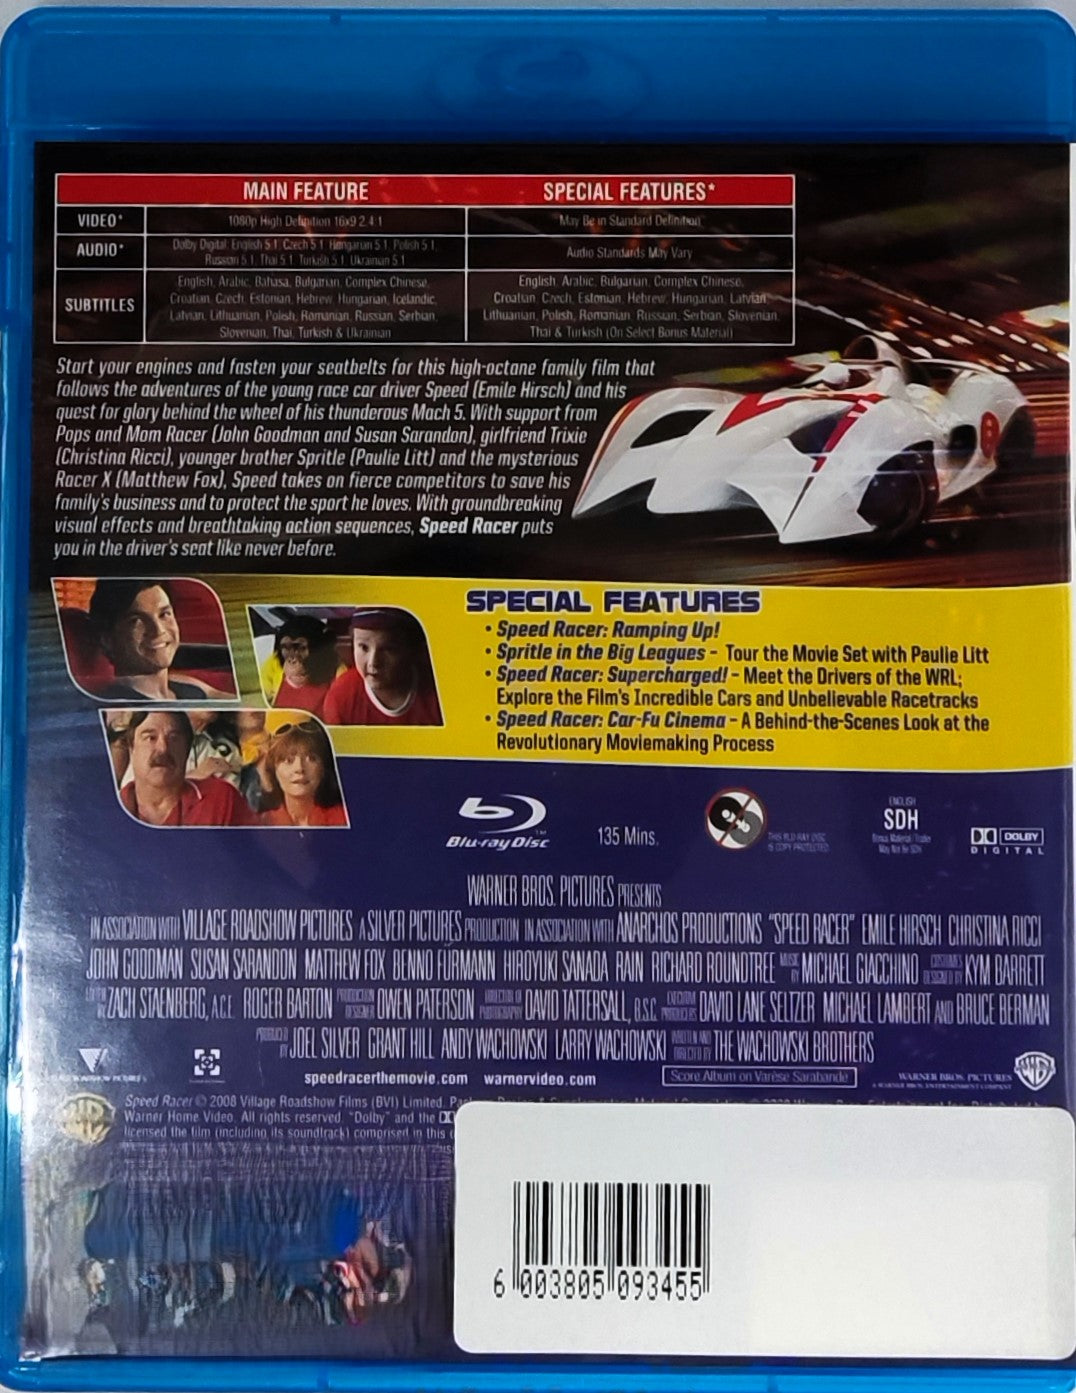 MAIN FEATURE SPECIAL FEATURES*
VIDEO* 1080p High Definition 16x9 2.4:1 May Be in Standard Definition
AUDIO* Dolby Digital: English 5.1, Czech 5.1, Hungarian 5.1, Polish 5.1, Audio Standards May Vary
Russian 5.1, Thai 5.1, Turkish 5.1, Ukrainian 5.1
SUBTITLES
English, Arabic, Bahasa, Bulgarian, Complex Chinese, English, Arabic, Bulgarian, Complex Chinese,
Croatian, Czech, Estonian, Hebrew, Hungarian, Icelandic, Croatian, Czech, Estonian, Hebrew, Hungarian, Latvian,
Latvian, Lithuanian, Polish, Romanian, Russian, Serbian, Lithuanian, Polish, Romanian, Russian, Serbian, Slovenian,
Slovenian, Thai, Turkish & Ukrainian Thai & Turkish (On Select Bonus Material)
Start your engines and fasten your seatbelts for this high-octane family film that
follows the adventures of the young race car driver Speed (Emile Hirsch) and his
quest for glory behind the wheel of his thunderous Mach 5. With support from
Pops and Mom Racer (John Goodman and Susan Sarandon), girlfriend Trixie
(Christina Ricci), younger brother Spritle (Paulie Litt) and the mysterious
Racer X (Matthew Fox), Speed takes on fierce competitors to save his
family's business and to protect the sport he loves. With groundbreaking
visual effects and breathtaking action sequences, Speed Racer puts
you in the driver's seat like never before.
SPECIAL FEATURES
• Speed Racer: Ramping Up!
• Spritle in the Big Leagues – Tour the Movie Set with Paulie Litt
• Speed Racer: Supercharged! – Meet the Drivers of the WRL;
Explore the Film's Incredible Cars and Unbelievable Racetracks
• Speed Racer: Car-Fu Cinema – A Behind-the-Scenes Look at the
Revolutionary Moviemaking Process
Blu-ray Disc™ 135 Mins. THIS BLU-RAY DISC IS COPY PROTECTED. ENGLISH SDH Bonus Material/Trailer May Not Be SDH DOLBY DIGITAL
WARNER BROS. PICTURES PRESENTS
IN ASSOCIATION WITH VILLAGE ROADSHOW PICTURES A SILVER PICTURES PRODUCTION IN ASSOCIATION WITH ANARCHOS PRODUCTIONS "SPEED RACER" EMILE HIRSCH CHRISTINA RICCI
JOHN GOODMAN SUSAN SARANDON MATTHEW FOX BENNO FÜRMANN HIROYUKI SANADA RAIN RICHARD ROUNDTREE MUSIC BY MICHAEL GIACCHINO COSTUMES DESIGNED BY KYM BARRETT
EDITED BY ZACH STAENBERG, A.C.E. ROGER BARTON PRODUCTION DESIGNER OWEN PATERSON DIRECTOR OF PHOTOGRAPHY DAVID TATTERSALL, B.S.C. EXECUTIVE PRODUCERS DAVID LANE SELTZER MICHAEL LAMBERT AND BRUCE BERMAN
PRODUCED BY JOEL SILVER GRANT HILL ANDY WACHOWSKI LARRY WACHOWSKI WRITTEN AND DIRECTED BY THE WACHOWSKI BROTHERS
speedracerthemovie.com warnervideo.com Score Album on Varèse Sarabande WARNER BROS. PICTURES
A WARNER BROS. ENTERTAINMENT COMPANY
Speed Racer © 2008 Village Roadshow Films (BVI) Limited.
Warner Home Video. All rights reserved. "Dolby" and the
licensed the film (including its soundtrack) comprised in this
6 003805 093455